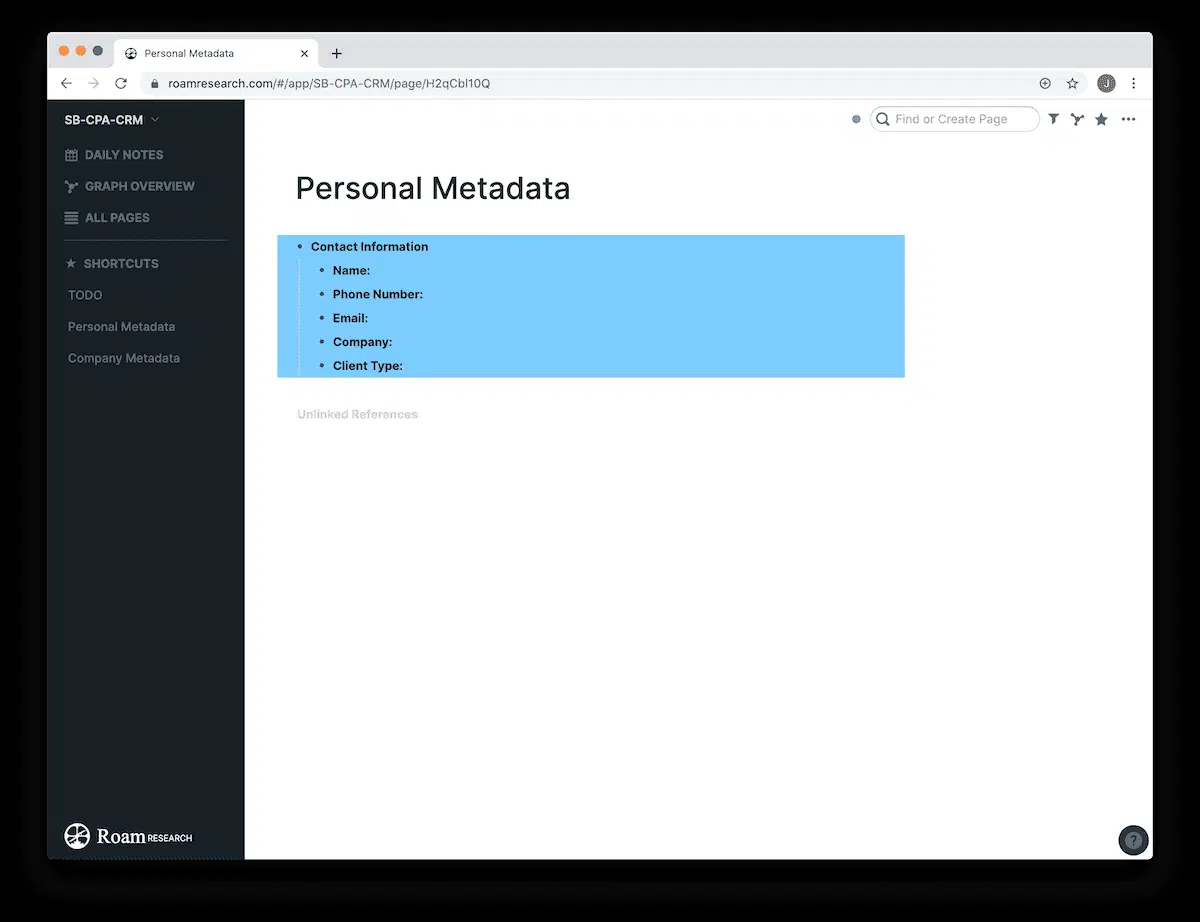 Personal Metadata
roamresearch.com/#/app/SB-CPA-CRM/page/H2qCbl10Q
J
SB-CPA-CRM
Find or Create Page
DAILY NOTES
GRAPH OVERVIEW
ALL PAGES
SHORTCUTS
TODO
Personal Metadata
Company Metadata
Personal Metadata
Contact Information
Name:
Phone Number:
Email:
Company:
Client Type:
Unlinked References
Roam RESEARCH
?